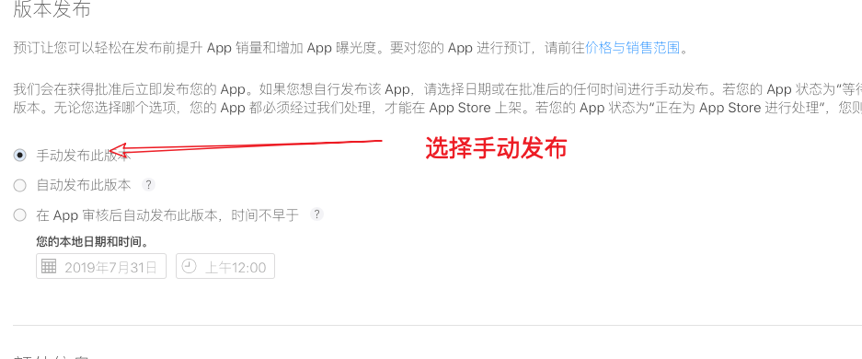 版本发布
预订让您可以轻松在发布前提升 App 销量和增加 App 曝光度。要对您的 App 进行预订，请前往价格与销售范围。
我们会在获得批准后立即发布您的 App。如果您想自行发布该 App，请选择日期或在批准后的任何时间进行手动发布。若您的 App 状态为“等待
版本。无论您选择哪个选项，您的 App 都必须经过我们处理，才能在 App Store 上架。若您的 App 状态为“正在为 App Store 进行处理”，您则
手动发布此版本
选择手动发布
自动发布此版本 ?
在 App 审核后自动发布此版本，时间不早于 ?
您的本地日期和时间。
2019年7月31日 上午12:00